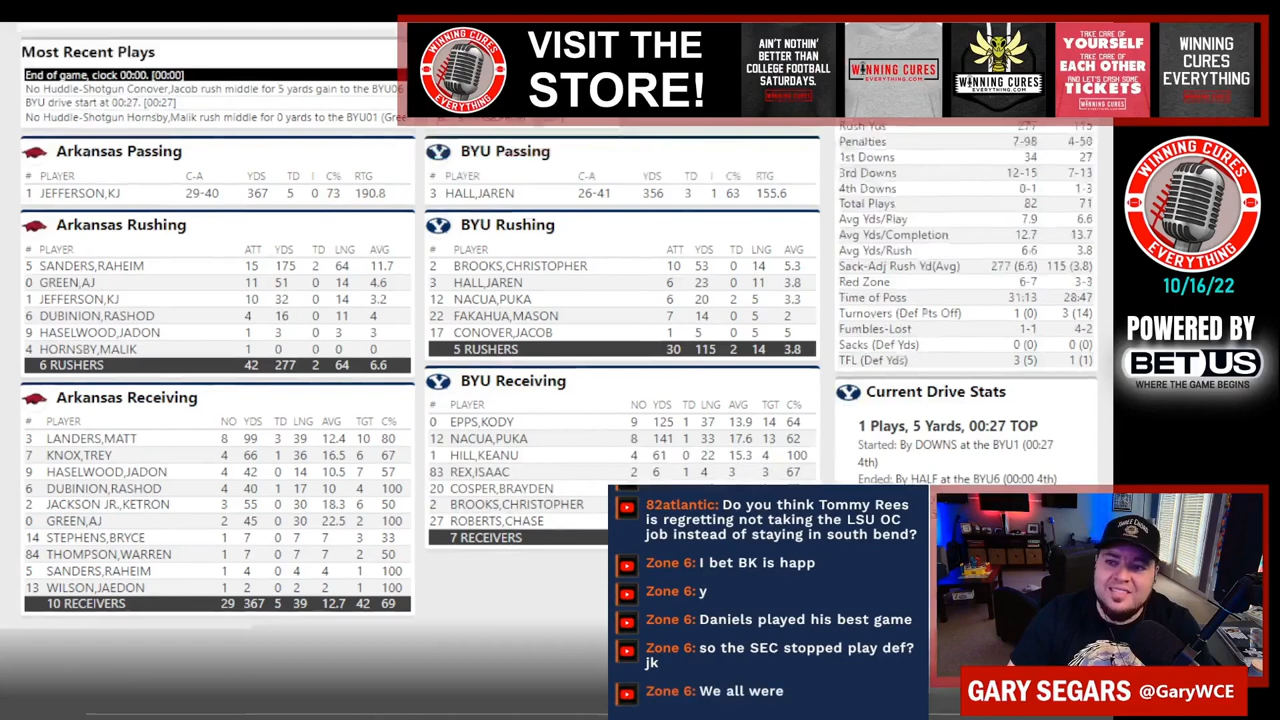 Most Recent Plays
End of game, clock 00:00. [00:00]
No Huddle-Shotgun Conover,Jacob rush middle for 5 yards gain to the BYU06
BYU drive start at 00:27. [00:27]
No Huddle-Shotgun Hornsby,Malik rush middle for 0 yards to the BYU01
VISIT THE STORE!
WINNING CURES EVERYTHING
AIN'T NOTHIN' BETTER THAN COLLEGE FOOTBALL SATURDAYS.
WINNING CURES
WINNING CURES
TAKE CARE OF YOURSELF
TAKE CARE OF EACH OTHER
AND LET'S CASH SOME TICKETS
WINNING CURES EVERYTHING
Arkansas Passing
# PLAYER C-A YDS TD I C% RTG
1 JEFFERSON,KJ 29-40 367 5 0 73 190.8
Arkansas Rushing
# PLAYER ATT YDS TD LNG AVG
5 SANDERS,RAHEIM 15 175 2 64 11.7
0 GREEN,AJ 11 51 0 14 4.6
1 JEFFERSON,KJ 10 32 0 14 3.2
6 DUBINION,RASHOD 4 16 0 11 4
9 HASELWOOD,JADON 1 3 0 3 3
4 HORNSBY,MALIK 1 0 0 0 0
6 RUSHERS 42 277 2 64 6.6
Arkansas Receiving
# PLAYER NO YDS TD LNG AVG TGT C%
3 LANDERS,MATT 8 99 3 39 12.4 10 80
7 KNOX,TREY 4 66 1 36 16.5 6 67
9 HASELWOOD,JADON 4 42 0 14 10.5 7 57
6 DUBINION,RASHOD 4 40 1 17 10 4 100
2 JACKSON JR.,KETRON 3 55 0 30 18.3 6 50
0 GREEN,AJ 2 45 0 30 22.5 2 100
14 STEPHENS,BRYCE 1 7 0 7 7 3 33
84 THOMPSON,WARREN 1 7 0 7 7 2 50
5 SANDERS,RAHEIM 1 4 0 4 4 1 100
13 WILSON,JAEDON 1 2 0 2 2 1 100
10 RECEIVERS 29 367 5 39 12.7 42 69
BYU Passing
# PLAYER C-A YDS TD I C% RTG
3 HALL,JAREN 26-41 356 3 1 63 155.6
BYU Rushing
# PLAYER ATT YDS TD LNG AVG
2 BROOKS,CHRISTOPHER 10 53 0 14 5.3
3 HALL,JAREN 6 23 0 11 3.8
12 NACUA,PUKA 6 20 2 5 3.3
22 FAKAHUA,MASON 7 14 0 5 2
17 CONOVER,JACOB 1 5 0 5 5
5 RUSHERS 30 115 2 14 3.8
BYU Receiving
# PLAYER NO YDS TD LNG AVG TGT C%
0 EPPS,KODY 9 125 1 37 13.9 14 64
12 NACUA,PUKA 8 141 1 33 17.6 13 62
1 HILL,KEANU 4 61 0 22 15.3 4 100
83 REX,ISAAC 2 6 1 4 3 3 67
20 COSPER,BRAYDEN
2 BROOKS,CHRISTOPHER
27 ROBERTS,CHASE
7 RECEIVERS
Rush Yds 277 115
Penalties 7-98 4-50
1st Downs 34 27
3rd Downs 12-15 7-13
4th Downs 0-1 1-3
Total Plays 82 71
Avg Yds/Play 7.9 6.6
Avg Yds/Completion 12.7 13.7
Avg Yds/Rush 6.6 3.8
Sack-Adj Rush Yd(Avg) 277 (6.6) 115 (3.8)
Red Zone 6-7 3-3
Time of Poss 31:13 28:47
Turnovers (Def Pts Off) 1 (0) 3 (14)
Fumbles-Lost 1-1 4-2
Sacks (Def Yds) 0 (0) 0 (0)
TFL (Def Yds) 3 (5) 1 (1)
Current Drive Stats
1 Plays, 5 Yards, 00:27 TOP
Started: By DOWNS at the BYU1 (00:27
4th)
Ended: By HALF at the BYU6 (00:00 4th)
WINNING CURES EVERYTHING
10/16/22
POWERED BY
BETUS
WHERE THE GAME BEGINS
82atlantic: Do you think Tommy Rees
is regretting not taking the LSU OC
job instead of staying in south bend?
Zone 6: I bet BK is happ
Zone 6: y
Zone 6: Daniels played his best game
Zone 6: so the SEC stopped play def?
jk
Zone 6: We all were
GARY SEGARS @GaryWCE